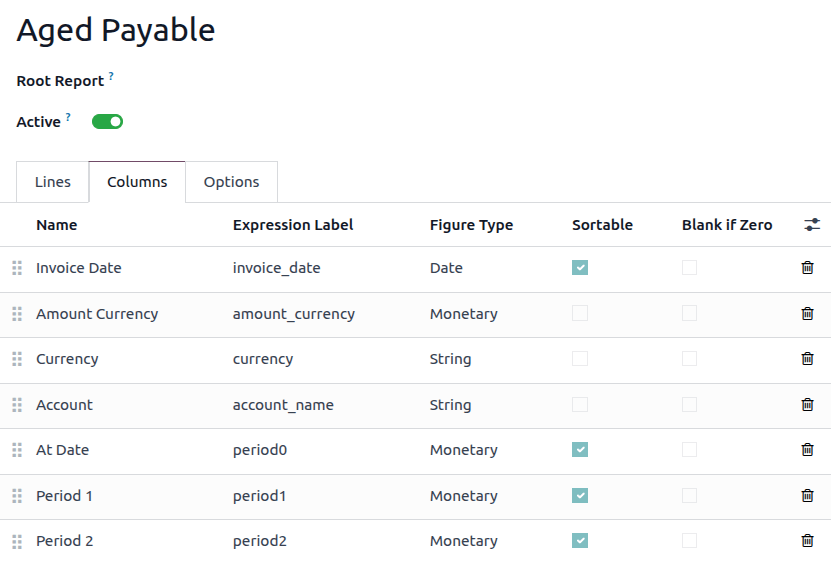 Aged Payable
Root Report ?
Active ?
Lines Columns Options
Name Expression Label Figure Type Sortable Blank if Zero
Invoice Date invoice_date Date
Amount Currency amount_currency Monetary
Currency currency String
Account account_name String
At Date period0 Monetary
Period 1 period1 Monetary
Period 2 period2 Monetary